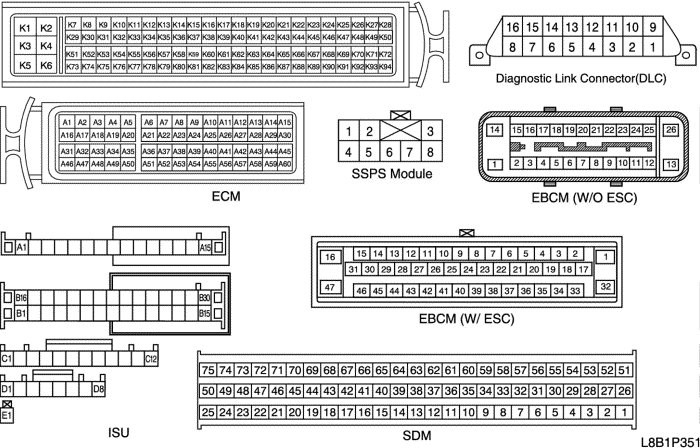 K1 K2 K7 K8 K9 K10 K11 K12 K13 K14 K15 K16 K17 K18 K19 K20 K21 K22 K23 K24 K25 K26 K27 K28
K29 K30 K31 K32 K33 K34 K35 K36 K37 K38 K39 K40 K41 K42 K43 K44 K45 K46 K47 K48 K49 K50
K3 K4
K51 K52 K53 K54 K55 K56 K57 K58 K59 K60 K61 K62 K63 K64 K65 K66 K67 K68 K69 K70 K71 K72
K5 K6 K73 K74 K75 K76 K77 K78 K79 K80 K81 K82 K83 K84 K85 K86 K87 K88 K89 K90 K91 K92 K93 K94
16 15 14 13 12 11 10 9
8 7 6 5 4 3 2 1
Diagnostic Link Connector(DLC)
A1 A2 A3 A4 A5 A6 A7 A8 A9 A10 A11 A12 A13 A14 A15
A16 A17 A18 A19 A20 A21 A22 A23 A24 A25 A26 A27 A28 A29 A30
A31 A32 A33 A34 A35 A36 A37 A38 A39 A40 A41 A42 A43 A44 A45
A46 A47 A48 A49 A50 A51 A52 A53 A54 A55 A56 A57 A58 A59 A60
ECM
1 2 3
4 5 6 7 8
SSPS Module
14 15 16 17 18 19 20 21 22 23 24 25 26
1 2 3 4 5 6 7 8 9 10 11 12 13
EBCM (W/O ESC)
A1 A15
B16 B30
B1 B15
C1 C12
D1 D8
E1
ISU
16 15 14 13 12 11 10 9 8 7 6 5 4 3 2 1
31 30 29 28 27 26 25 24 23 22 21 20 19 18 17
47 46 45 44 43 42 41 40 39 38 37 36 35 34 33 32
EBCM (W/ ESC)
75 74 73 72 71 70 69 68 67 66 65 64 63 62 61 60 59 58 57 56 55 54 53 52 51
50 49 48 47 46 45 44 43 42 41 40 39 38 37 36 35 34 33 32 31 30 29 28 27 26
25 24 23 22 21 20 19 18 17 16 15 14 13 12 11 10 9 8 7 6 5 4 3 2 1
SDM
L8B1P351